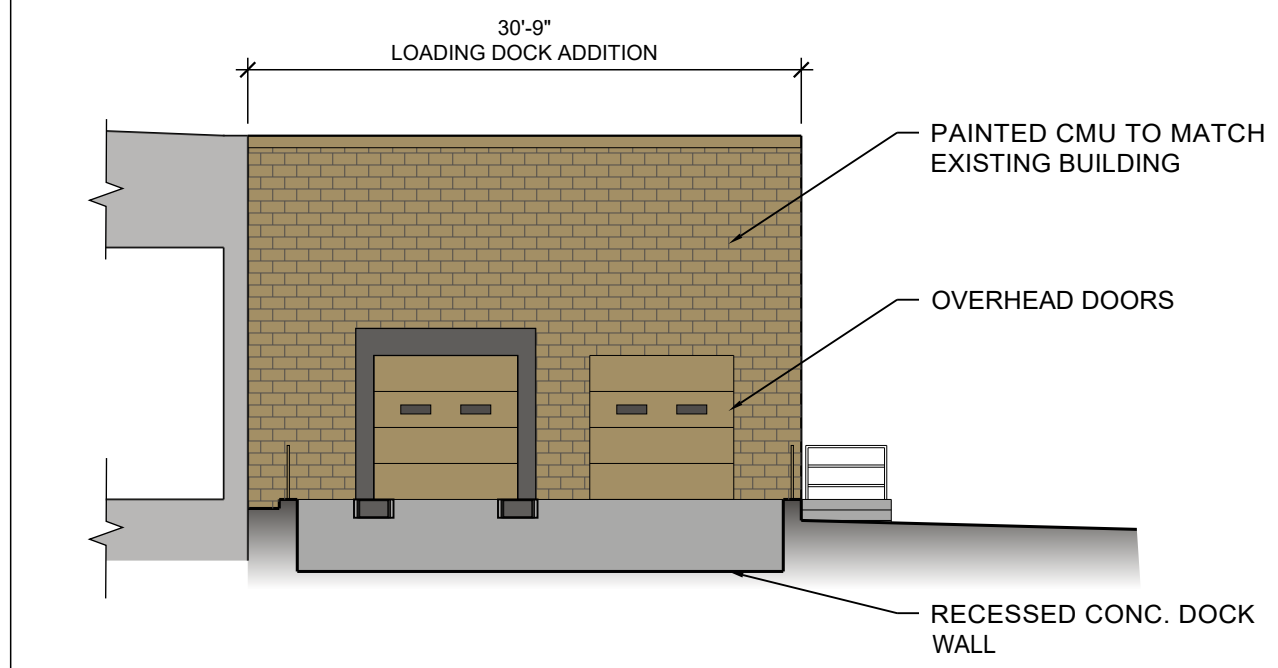 30'-9"
LOADING DOCK ADDITION
PAINTED CMU TO MATCH
EXISTING BUILDING
OVERHEAD DOORS
RECESSED CONC. DOCK
WALL